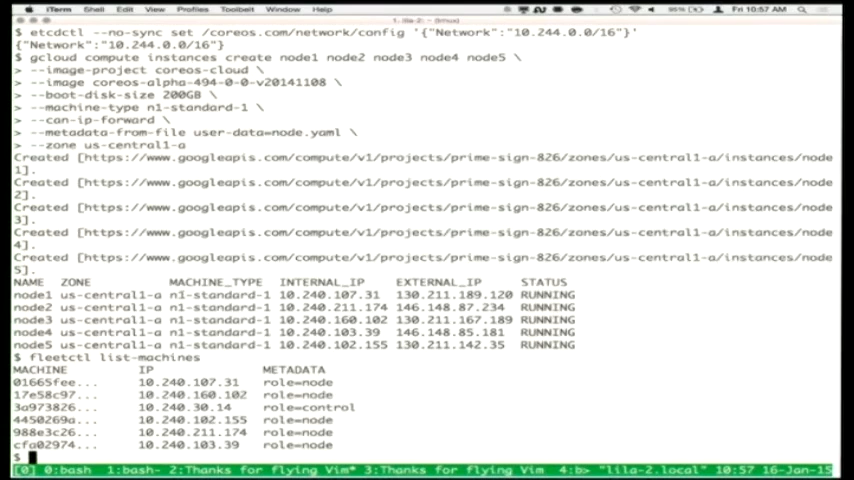 iTerm Shell Edit View Profiles Toolbelt Window Help 95% Fri 10:57 AM
1. lila-2: ~ (tmux)
$ etcdctl --no-sync set /coreos.com/network/config '{"Network":"10.244.0.0/16"}'
{"Network":"10.244.0.0/16"}
$ gcloud compute instances create node1 node2 node3 node4 node5 \
> --image-project coreos-cloud \
> --image coreos-alpha-494-0-0-v20141108 \
> --boot-disk-size 200GB \
> --machine-type n1-standard-1 \
> --can-ip-forward \
> --metadata-from-file user-data=node.yaml \
> --zone us-central1-a
Created [https://www.googleapis.com/compute/v1/projects/prime-sign-826/zones/us-central1-a/instances/node
1].
Created [https://www.googleapis.com/compute/v1/projects/prime-sign-826/zones/us-central1-a/instances/node
2].
Created [https://www.googleapis.com/compute/v1/projects/prime-sign-826/zones/us-central1-a/instances/node
3].
Created [https://www.googleapis.com/compute/v1/projects/prime-sign-826/zones/us-central1-a/instances/node
4].
Created [https://www.googleapis.com/compute/v1/projects/prime-sign-826/zones/us-central1-a/instances/node
5].
NAME ZONE MACHINE_TYPE INTERNAL_IP EXTERNAL_IP STATUS
node1 us-central1-a n1-standard-1 10.240.107.31 130.211.189.120 RUNNING
node2 us-central1-a n1-standard-1 10.240.211.174 146.148.87.234 RUNNING
node3 us-central1-a n1-standard-1 10.240.160.102 130.211.167.189 RUNNING
node4 us-central1-a n1-standard-1 10.240.103.39 146.148.85.181 RUNNING
node5 us-central1-a n1-standard-1 10.240.102.155 130.211.142.35 RUNNING
$ fleetctl list-machines
MACHINE IP METADATA
01665fee... 10.240.107.31 role=node
17e58c97... 10.240.160.102 role=node
3a973826... 10.240.30.14 role=control
4450269a... 10.240.102.155 role=node
988e3c26... 10.240.211.174 role=node
cfa02974... 10.240.103.39 role=node
$
[0] 0:bash 1:bash- 2:Thanks for flying Vim* 3:Thanks for flying Vim 4:b> "lila-2.local" 10:57 16-Jan-15